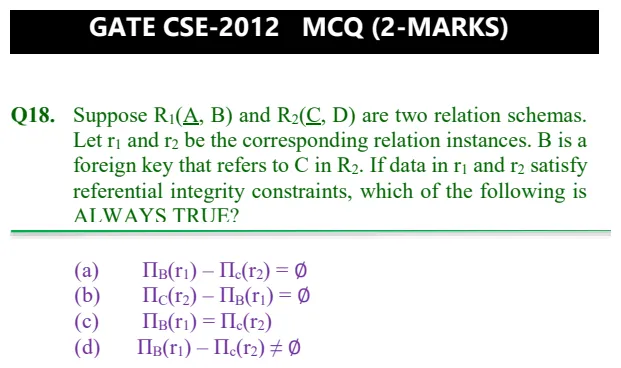 GATE CSE-2012 MCQ (2-MARKS)
Q18. Suppose R₁(A, B) and R₂(C, D) are two relation schemas.
Let r₁ and r₂ be the corresponding relation instances. B is a
foreign key that refers to C in R₂. If data in r₁ and r₂ satisfy
referential integrity constraints, which of the following is
ALWAYS TRUE?
(a) Π_B(r₁) – Π_c(r₂) = ∅
(b) Π_C(r₂) – Π_B(r₁) = ∅
(c) Π_B(r₁) = Π_c(r₂)
(d) Π_B(r₁) – Π_c(r₂) ≠ ∅